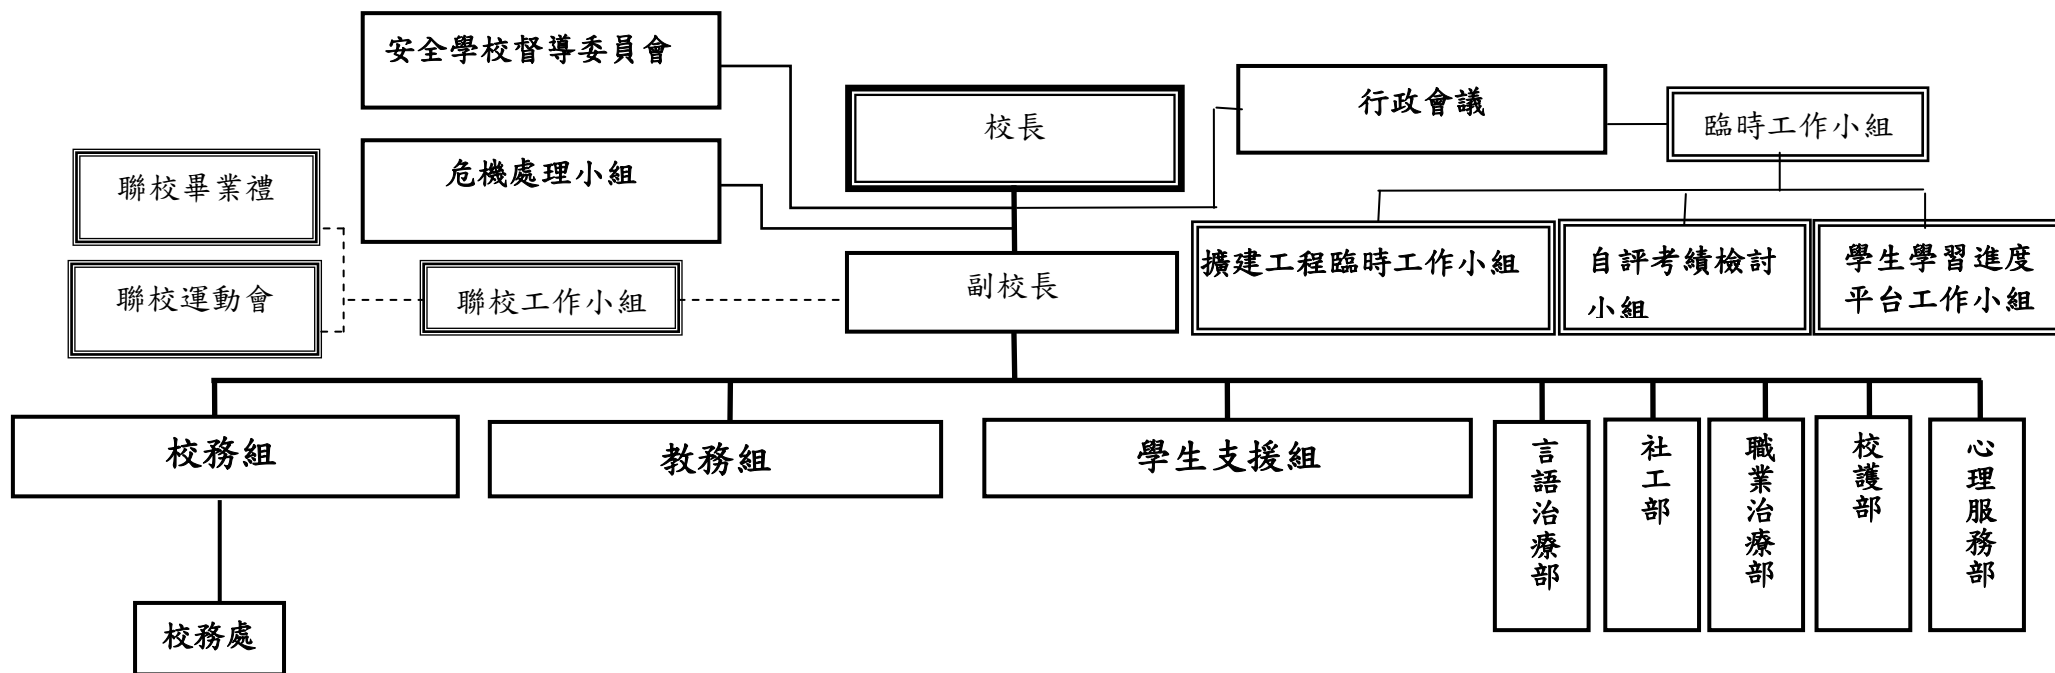 安全學校督導委員會
校長
行政會議
臨時工作小組
危機處理小組
聯校畢業禮
擴建工程臨時工作小組
自評考績檢討
小組
學生學習進度
平台工作小組
聯校運動會
聯校工作小組
副校長
校務組
教務組
學生支援組
言語治療部
社工部
職業治療部
校護部
心理服務部
校務處